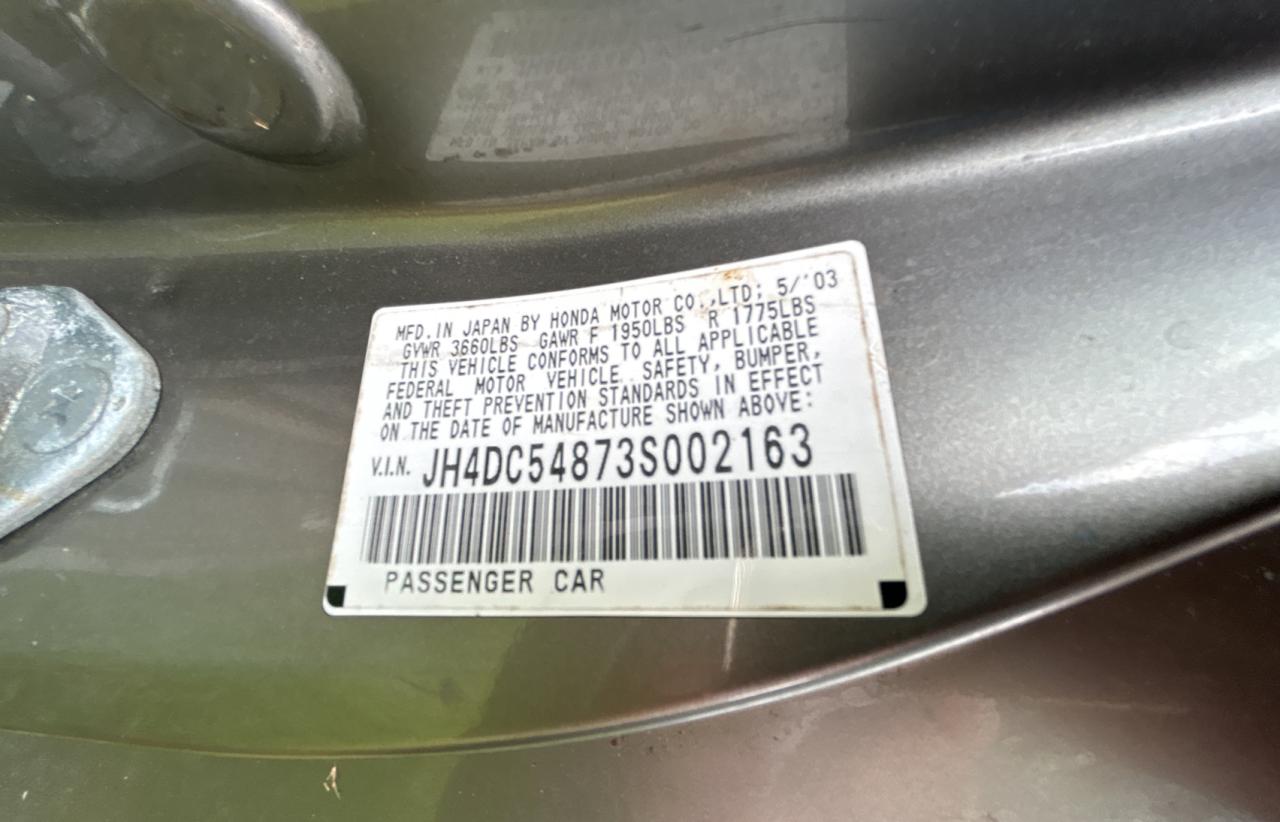 MFD. IN JAPAN BY HONDA MOTOR CO.,LTD; 5/'03
GVWR 3660LBS GAWR F 1950LBS R 1775LBS
THIS VEHICLE CONFORMS TO ALL APPLICABLE
FEDERAL MOTOR VEHICLE SAFETY, BUMPER,
AND THEFT PREVENTION STANDARDS IN EFFECT
ON THE DATE OF MANUFACTURE SHOWN ABOVE:
V.I.N. JH4DC54873S002163
PASSENGER CAR